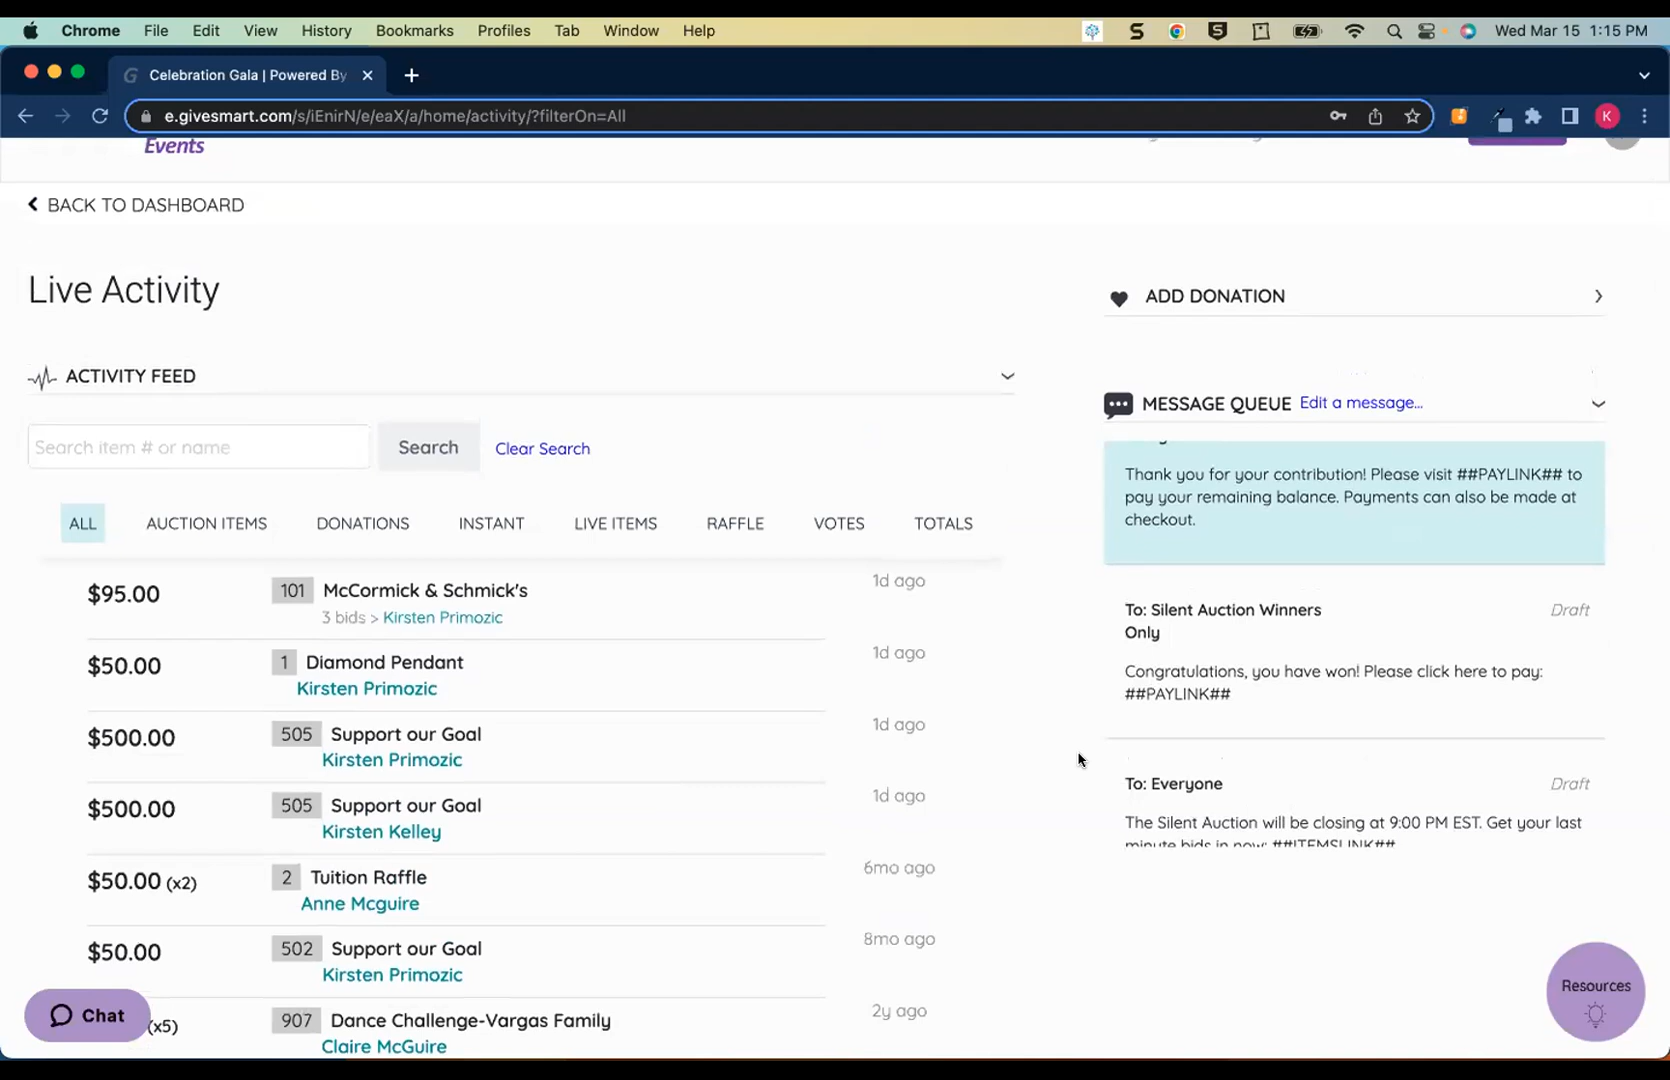 Chrome File Edit View History Bookmarks Profiles Tab Window Help Wed Mar 15 1:15 PM
Celebration Gala | Powered By
e.givesmart.com/s/iEnirN/e/eaX/a/home/activity/?filterOn=All
K
Events
BACK TO DASHBOARD
Live Activity
ACTIVITY FEED
Search item # or name Search Clear Search
ALL AUCTION ITEMS DONATIONS INSTANT LIVE ITEMS RAFFLE VOTES TOTALS
$95.00 101 McCormick & Schmick's 1d ago
3 bids > Kirsten Primozic
$50.00 1 Diamond Pendant 1d ago
Kirsten Primozic
$500.00 505 Support our Goal 1d ago
Kirsten Primozic
$500.00 505 Support our Goal 1d ago
Kirsten Kelley
$50.00 (x2) 2 Tuition Raffle 6mo ago
Anne Mcguire
$50.00 502 Support our Goal 8mo ago
Kirsten Primozic
(x5) 907 Dance Challenge-Vargas Family 2y ago
Claire McGuire
Chat
ADD DONATION
MESSAGE QUEUE Edit a message...
Thank you for your contribution! Please visit ##PAYLINK## to
pay your remaining balance. Payments can also be made at
checkout.
To: Silent Auction Winners Draft
Only
Congratulations, you have won! Please click here to pay:
##PAYLINK##
To: Everyone Draft
The Silent Auction will be closing at 9:00 PM EST. Get your last
minute bids in now: ##ITEMSLINK##
Resources